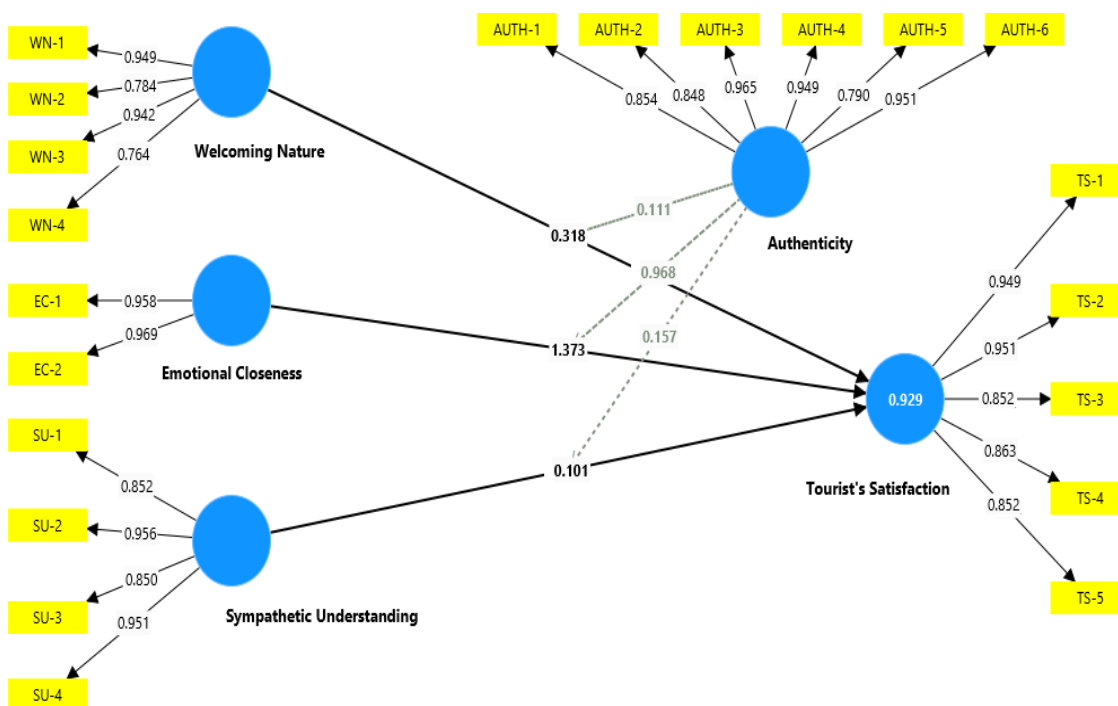 AUTH-1 AUTH-2 AUTH-3 AUTH-4 AUTH-5 AUTH-6
WN-1
0.949
WN-2
0.784
0.942
WN-3
0.764
WN-4
Welcoming Nature
0.854 0.848 0.965 0.949 0.790 0.951
Authenticity
0.111
0.318
0.968
0.157
EC-1
0.958
0.969
EC-2
Emotional Closeness
1.373
SU-1
0.852
SU-2
0.956
0.850
SU-3
0.951
SU-4
Sympathetic Understanding
0.101
0.929
Tourist's Satisfaction
TS-1
0.949
TS-2
0.951
0.852
TS-3
0.863
TS-4
0.852
TS-5